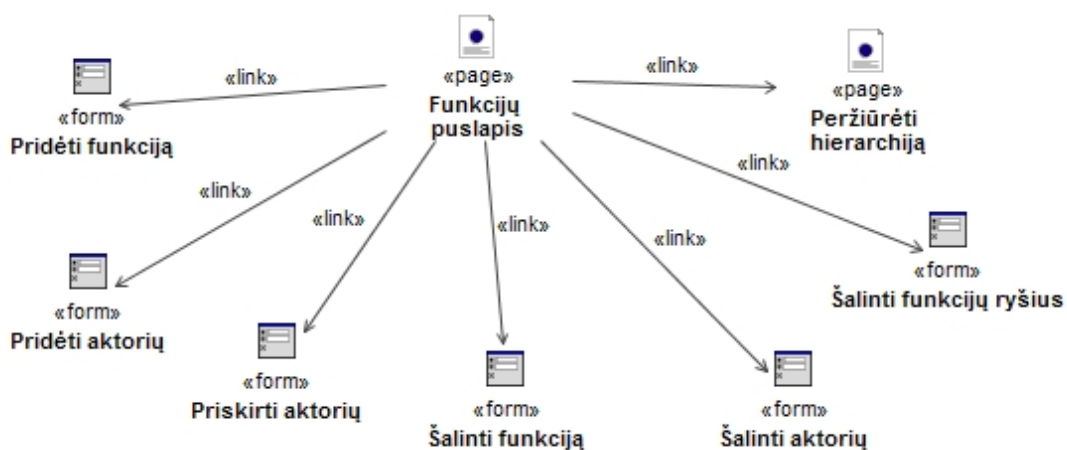 «page»
Funkcijų
puslapis
«link»
«form»
Pridėti funkciją
«link»
«page»
Peržiūrėti
hierarchiją
«link»
«form»
Pridėti aktorių
«link»
«form»
Priskirti aktorių
«link»
«form»
Šalinti funkciją
«link»
«form»
Šalinti aktorių
«link»
«form»
Šalinti funkcijų ryšius